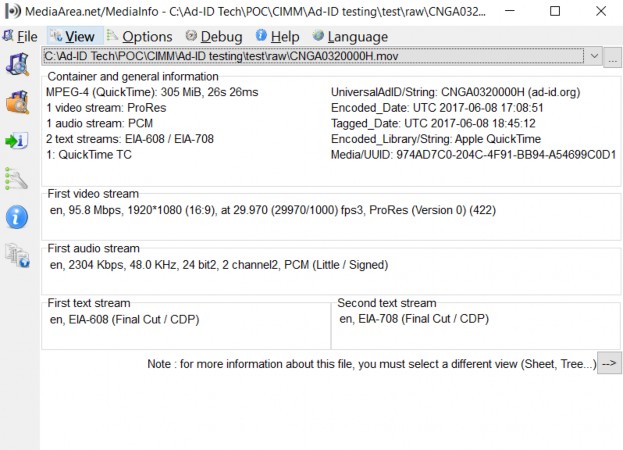 MediaArea.net/MediaInfo - C:\Ad-ID Tech\POC\CIMM\Ad-ID testing\test\raw\CNGA032...
File View Options Debug Help Language
C:\Ad-ID Tech\POC\CIMM\Ad-ID testing\test\raw\CNGA0320000H.mov
...
Container and general information
MPEG-4 (QuickTime): 305 MiB, 26s 26ms
1 video stream: ProRes
1 audio stream: PCM
2 text streams: EIA-608 / EIA-708
1: QuickTime TC
UniversalAdID/String: CNGA0320000H (ad-id.org)
Encoded_Date: UTC 2017-06-08 17:08:51
Tagged_Date: UTC 2017-06-08 18:45:12
Encoded_Library/String: Apple QuickTime
Media/UUID: 974AD7C0-204C-4F91-BB94-A54699C0D1
First video stream
en, 95.8 Mbps, 1920*1080 (16:9), at 29.970 (29970/1000) fps3, ProRes (Version 0) (422)
First audio stream
en, 2304 Kbps, 48.0 KHz, 24 bit2, 2 channel2, PCM (Little / Signed)
First text stream
en, EIA-608 (Final Cut / CDP)
Second text stream
en, EIA-708 (Final Cut / CDP)
Note : for more information about this file, you must select a different view (Sheet, Tree...)
-->